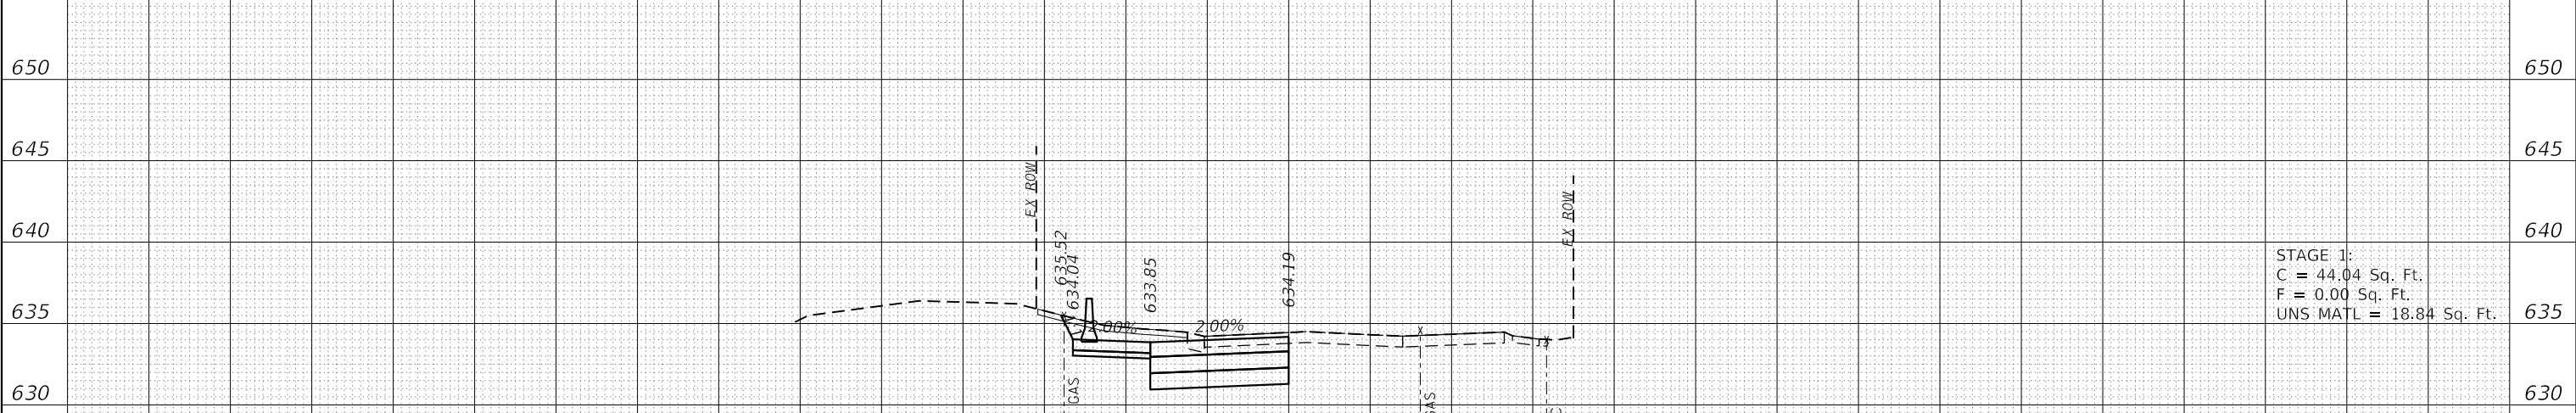 650
650
645
645
EX ROW
EX ROW
640
640
635.52
634.04
633.85
634.19
STAGE 1:
C = 44.04 Sq. Ft.
F = 0.00 Sq. Ft.
UNS MATL = 18.84 Sq. Ft.
635
635
2.00%
2.00%
GAS
630
630